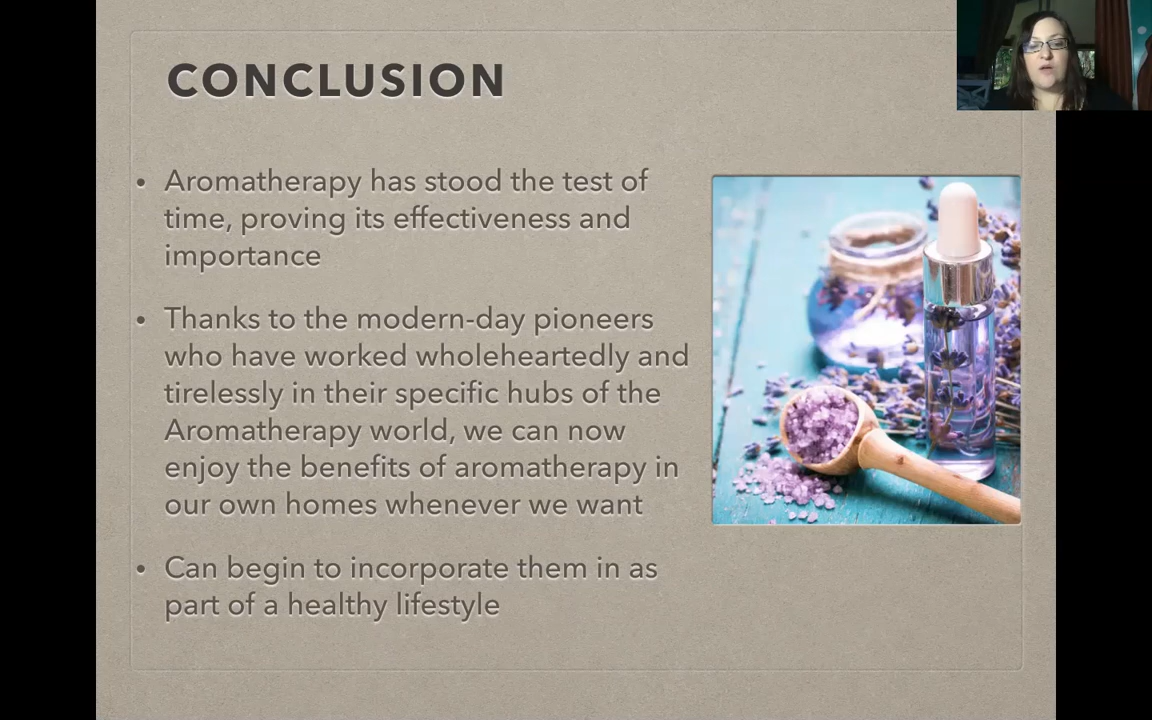 CONCLUSION
• Aromatherapy has stood the test of
time, proving its effectiveness and
importance
• Thanks to the modern-day pioneers
who have worked wholeheartedly and
tirelessly in their specific hubs of the
Aromatherapy world, we can now
enjoy the benefits of aromatherapy in
our own homes whenever we want
• Can begin to incorporate them in as
part of a healthy lifestyle